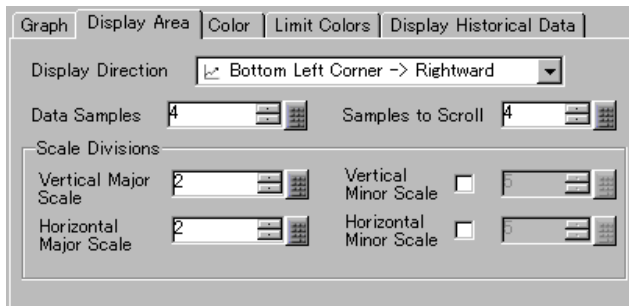 Graph Display Area Color Limit Colors Display Historical Data
Display Direction Bottom Left Corner -> Rightward
Data Samples 4 Samples to Scroll 4
Scale Divisions
Vertical Major Scale 2 Vertical Minor Scale 5
Horizontal Major Scale 2 Horizontal Minor Scale 5